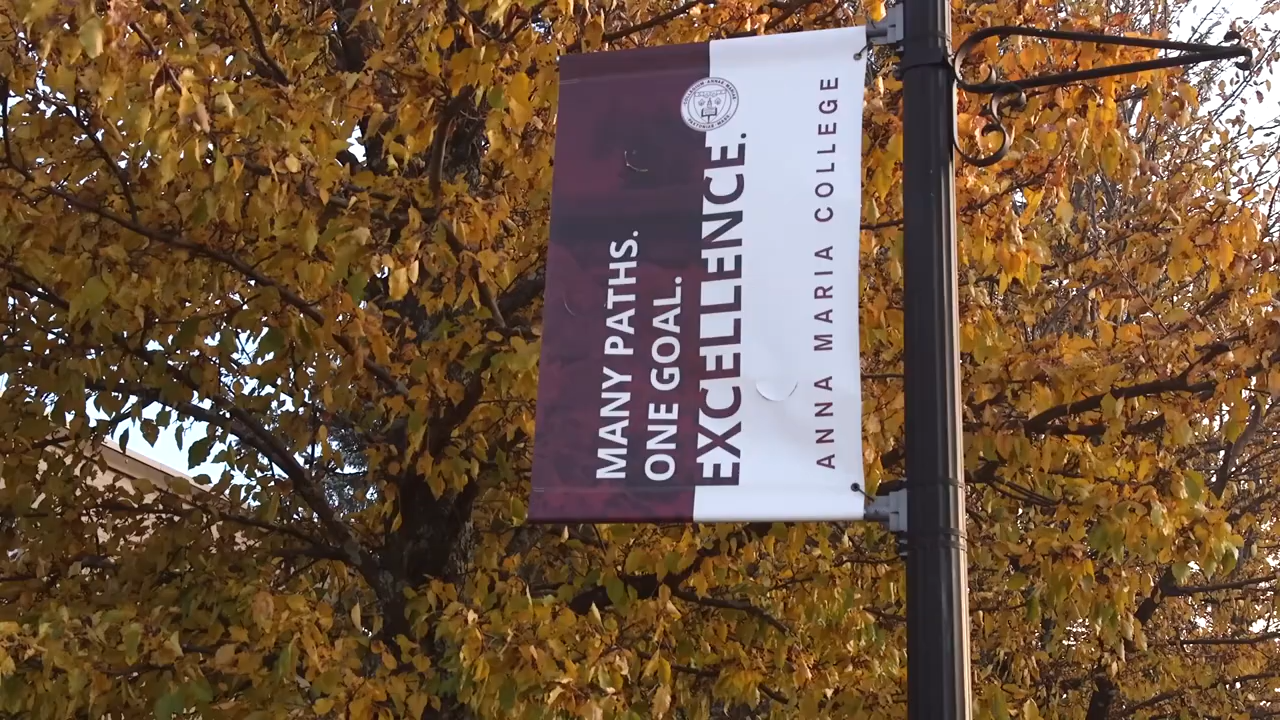 MANY PATHS.
ONE GOAL.
EXCELLENCE.
ANNA MARIA COLLEGE